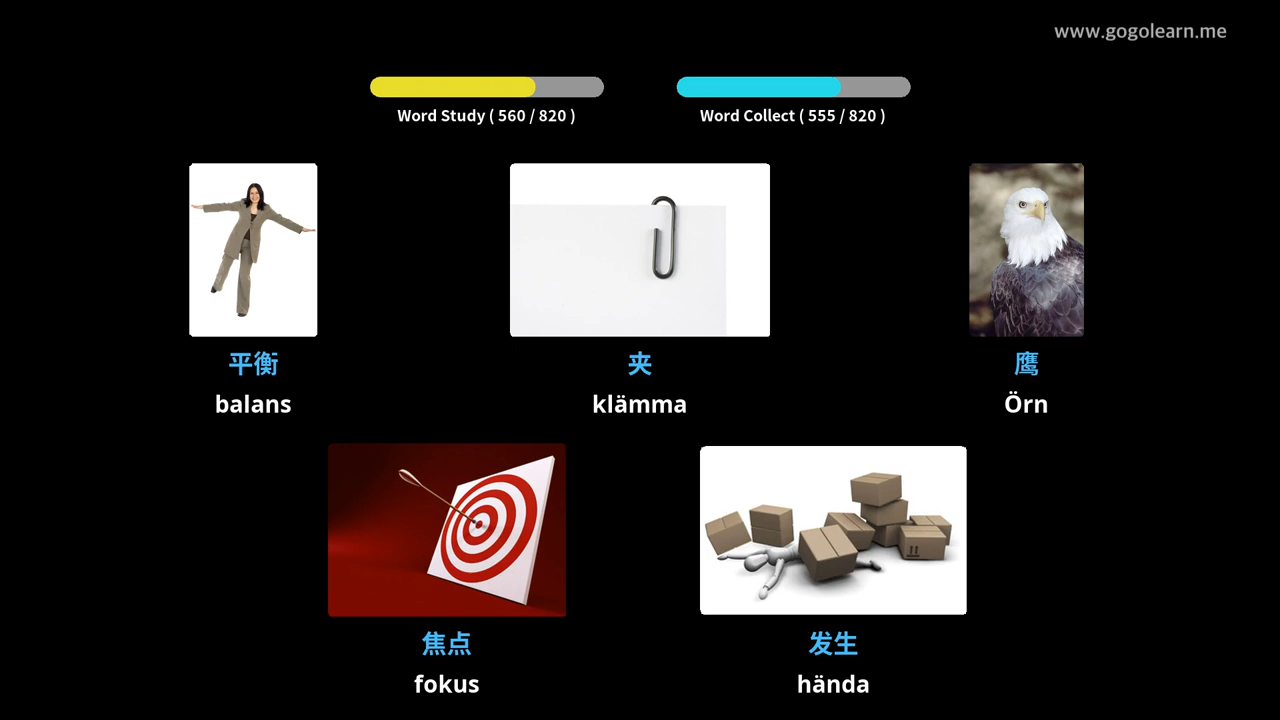 www.gogolearn.me
Word Study ( 560 / 820 )
Word Collect ( 555 / 820 )
平衡
balans
夹
klämma
鹰
Örn
焦点
fokus
发生
hända